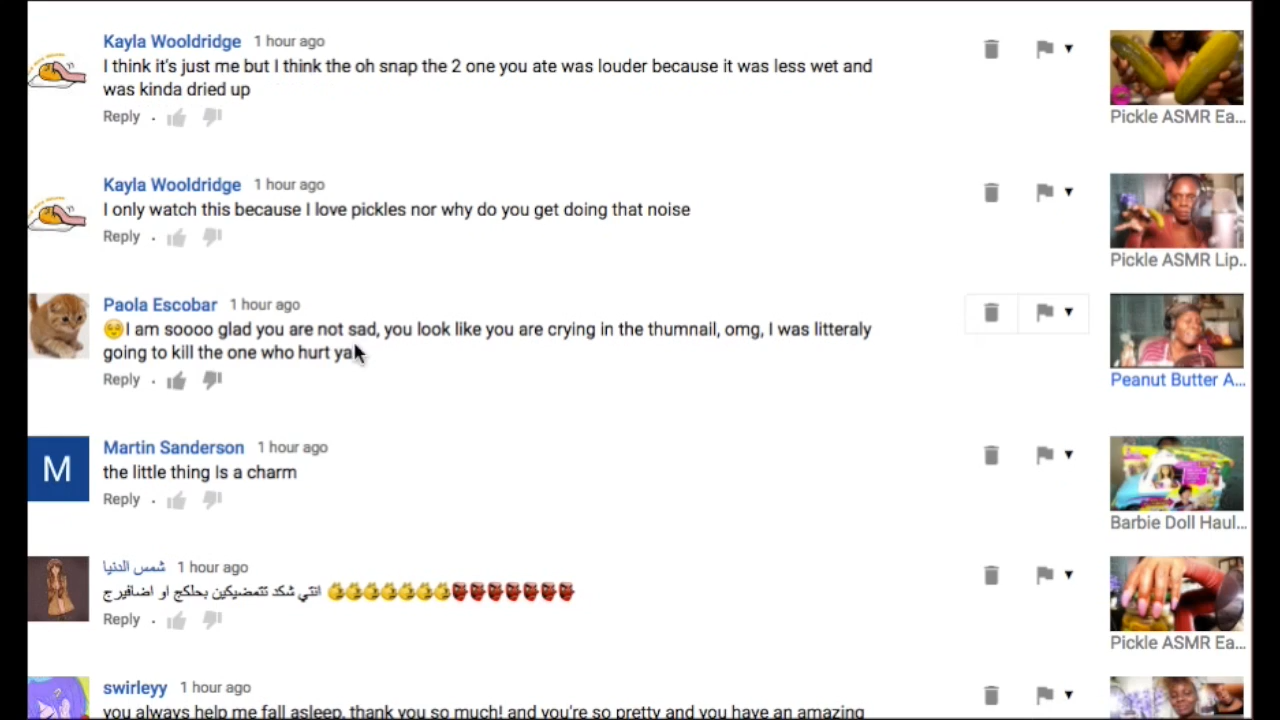 Kayla Wooldridge 1 hour ago
I think it's just me but I think the oh snap the 2 one you ate was louder because it was less wet and
was kinda dried up
Reply
Pickle ASMR Ea...
Kayla Wooldridge 1 hour ago
I only watch this because I love pickles nor why do you get doing that noise
Reply
Pickle ASMR Lip..
Paola Escobar 1 hour ago
😔I am soooo glad you are not sad, you look like you are crying in the thumnail, omg, I was litteraly
going to kill the one who hurt ya
Reply
Peanut Butter A...
Martin Sanderson 1 hour ago
M
the little thing Is a charm
Reply
Barbie Doll Haul...
شمس الدنيا 1 hour ago
انتي شكد تتمضيكين بحلكج او اضافيرج
Reply
Pickle ASMR Ea...
swirleyy 1 hour ago
you always help me fall asleep, thank you so much! and you're so pretty and you have an amazing